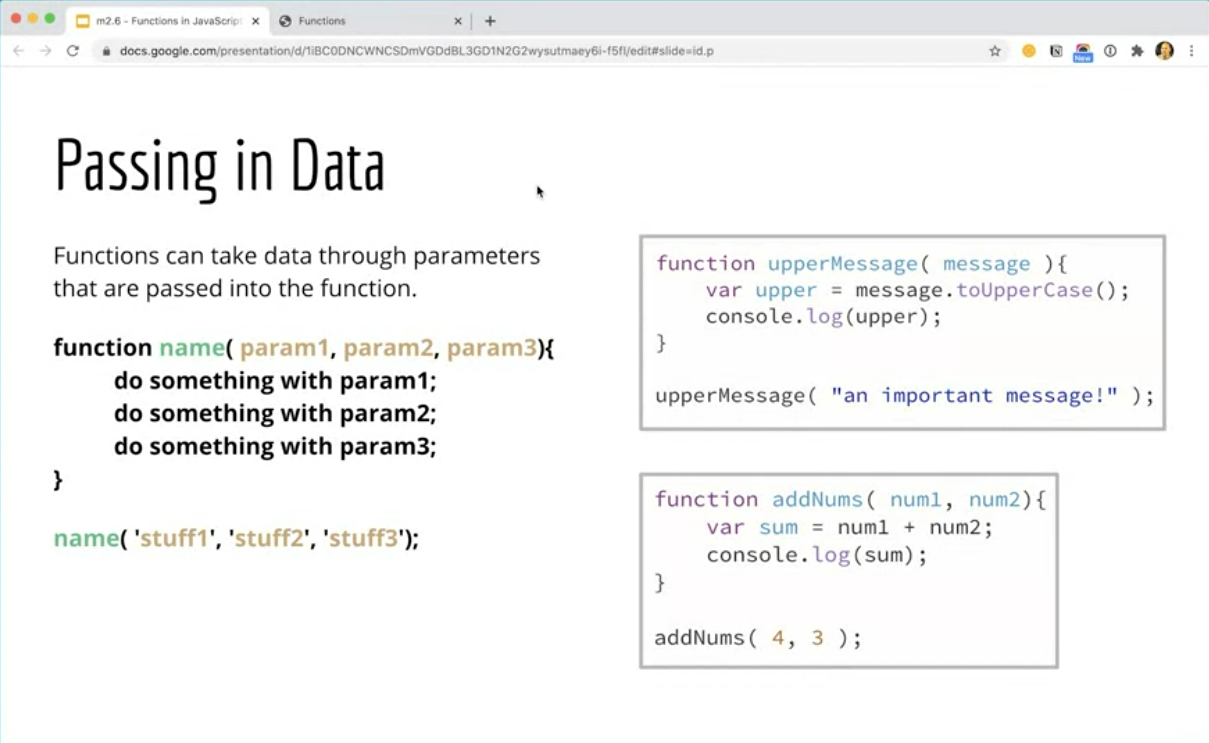 m2.6 - Functions in JavaScript
Functions
docs.google.com/presentation/d/1iBC0DNCWNCSDmVGDdBL3GD1N2G2wysutmaey6i-f5fI/edit#slide=id.p
New
Passing in Data
Functions can take data through parameters
that are passed into the function.
function name( param1, param2, param3){
do something with param1;
do something with param2;
do something with param3;
}
name( 'stuff1', 'stuff2', 'stuff3');
function upperMessage( message ){
var upper = message.toUpperCase();
console.log(upper);
}
upperMessage( "an important message!" );
function addNums( num1, num2){
var sum = num1 + num2;
console.log(sum);
}
addNums( 4, 3 );